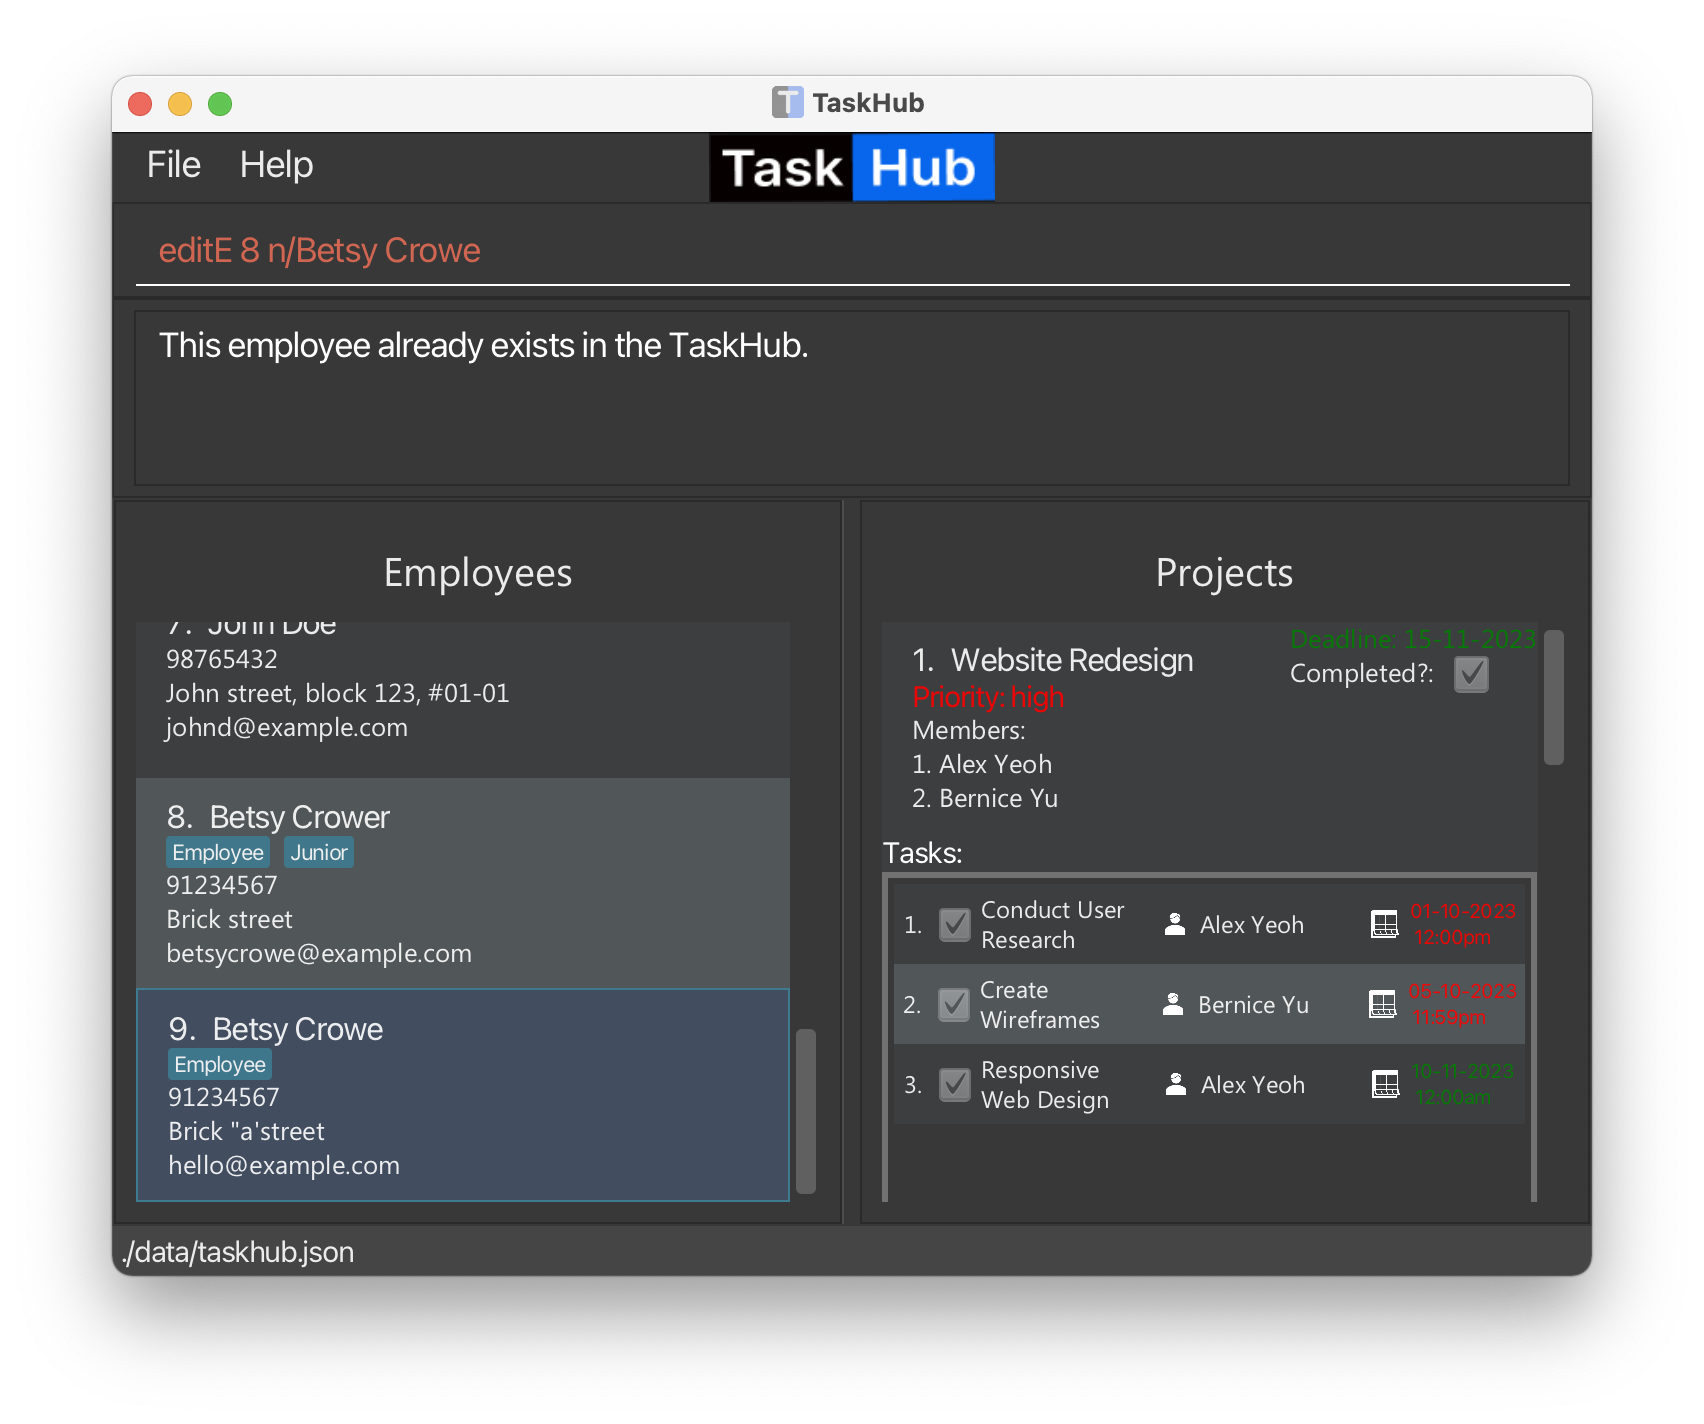 TaskHub
File Help
Task Hub
editE 8 n/Betsy Crowe
This employee already exists in the TaskHub.
Employees
7. John Doe
98765432
John street, block 123, #01-01
johnd@example.com
8. Betsy Crower
Employee Junior
91234567
Brick street
betsycrowe@example.com
9. Betsy Crowe
Employee
91234567
Brick "a'street
hello@example.com
Projects
Deadline: 15-11-2023
1. Website Redesign
Completed?:
Priority: high
Members:
1. Alex Yeoh
2. Bernice Yu
Tasks:
1. Conduct User Research Alex Yeoh 01-10-2023 12:00pm
2. Create Wireframes Bernice Yu 05-10-2023 11:59pm
3. Responsive Web Design Alex Yeoh 10-11-2023 12:00am
./data/taskhub.json